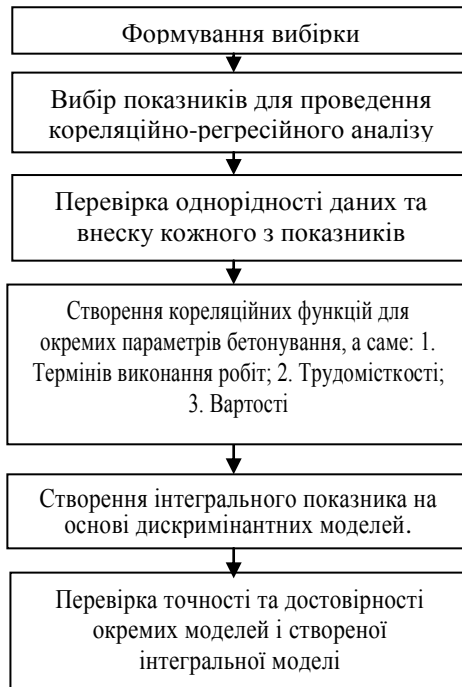 Формування вибірки
Вибір показників для проведення
кореляційно-регресійного аналізу
Перевірка однорідності даних та
внеску кожного з показників
Створення кореляційних функцій для
окремих параметрів бетонування, а саме: 1.
Термінів виконання робіт; 2. Трудомісткості;
3. Вартості
Створення інтегрального показника на
основі дискримінантних моделей.
Перевірка точності та достовірності
окремих моделей і створеної
інтегральної моделі